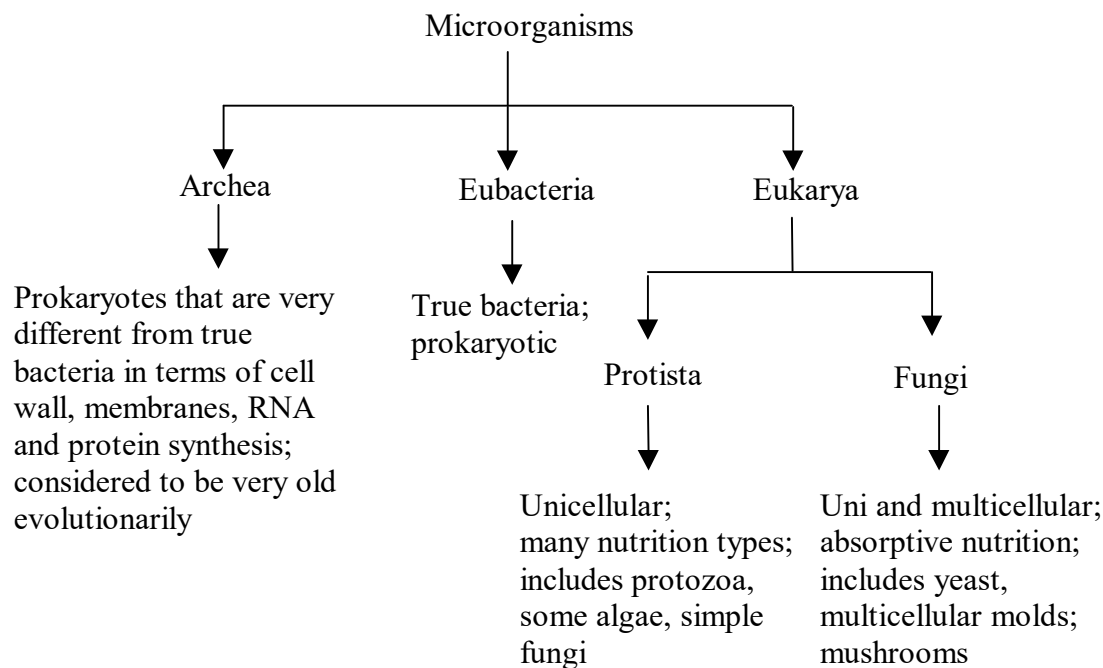 Microorganisms
Archea
Eubacteria
Eukarya
Prokaryotes that are very
different from true
bacteria in terms of cell
wall, membranes, RNA
and protein synthesis;
considered to be very old
evolutionarily
True bacteria;
prokaryotic
Protista
Fungi
Unicellular;
many nutrition types;
includes protozoa,
some algae, simple
fungi
Uni and multicellular;
absorptive nutrition;
includes yeast,
multicellular molds;
mushrooms